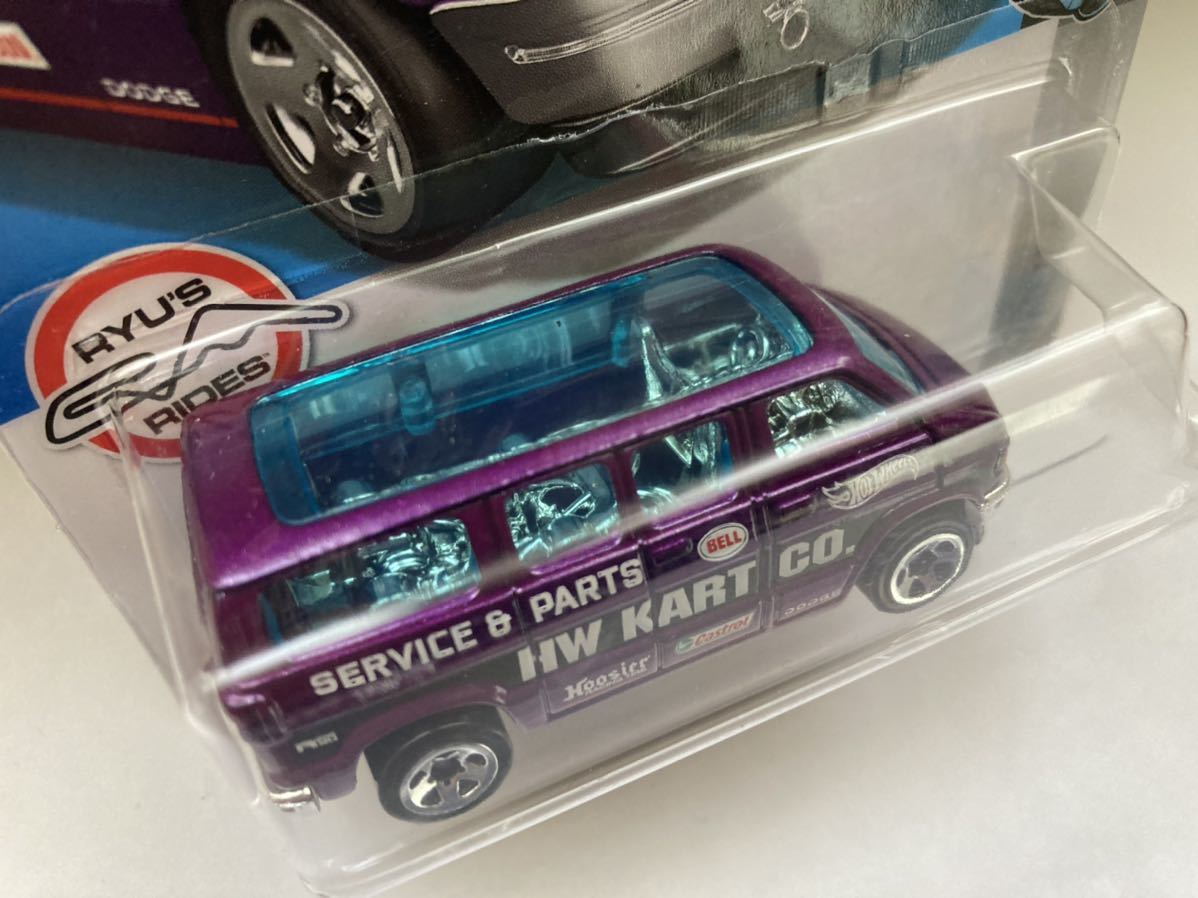 DODGE
RYU'S
RIDES
Hot Wheels
BELL
SERVICE & PARTS
HW KART CO.
Castrol
DODGE
Hoosier